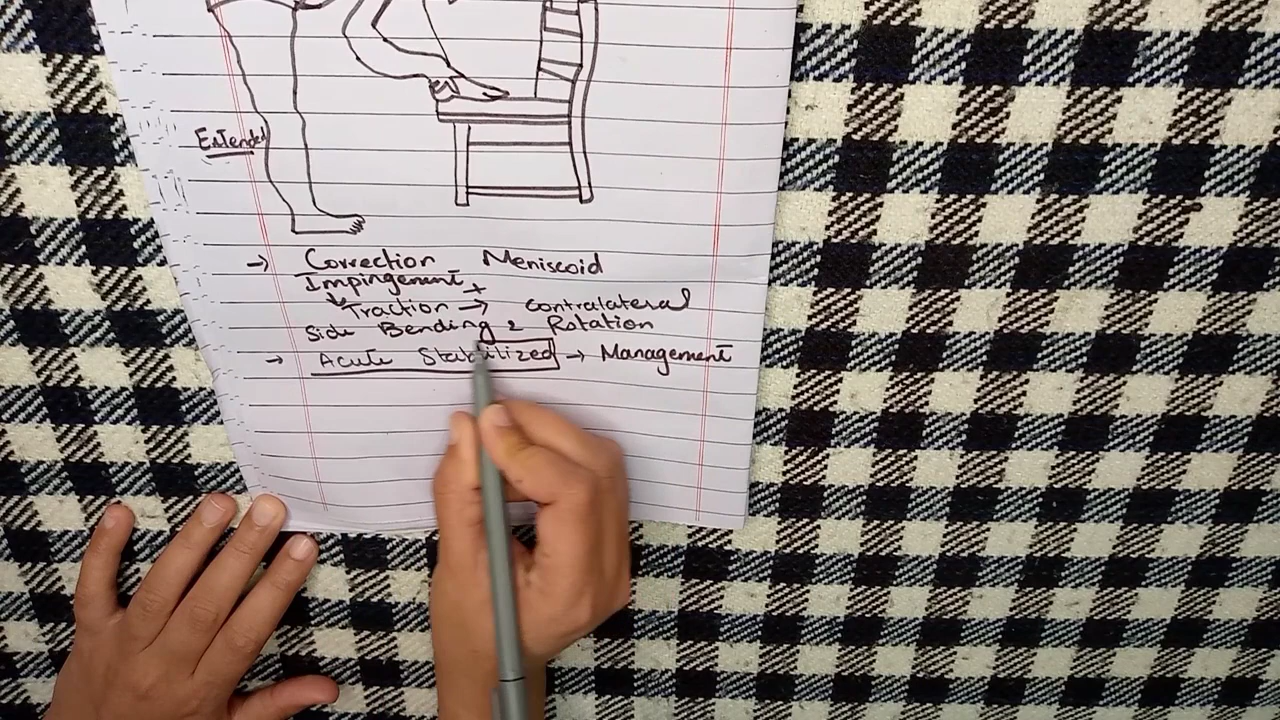 Extended
→ Correction Meniscoid
Impingement +
↓ Traction → Contralateral
Side Bending & Rotation
→ Acute Stabilized → Management